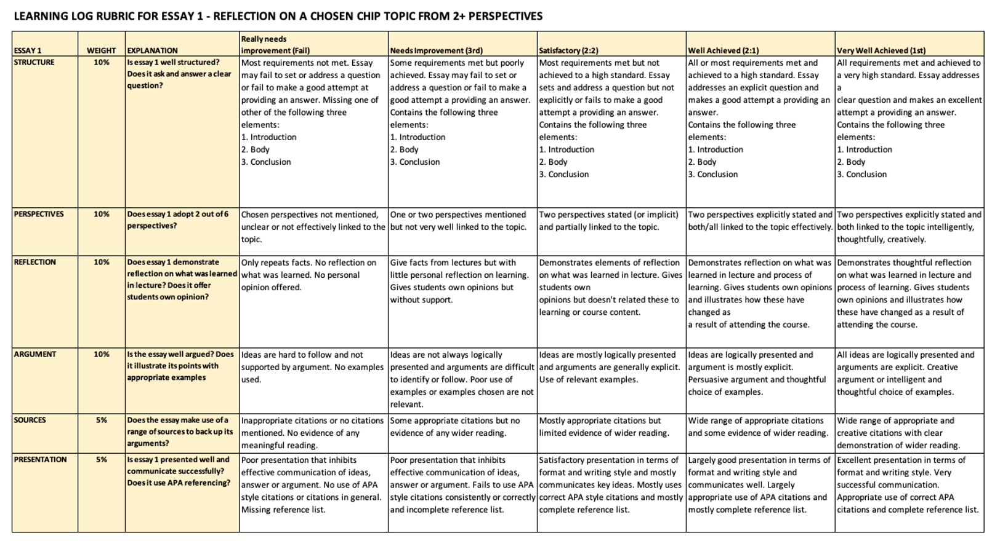 LEARNING LOG RUBRIC FOR ESSAY 1 - REFLECTION ON A CHOSEN CHIP TOPIC FROM 2+ PERSPECTIVES
ESSAY 1
WEIGHT
EXPLANATION
Really needs
improvement (Fail)
Needs Improvement (3rd)
Satisfactory (2:2)
Well Achieved (2:1)
Very Well Achieved (1st)
STRUCTURE
10%
Is essay 1 well structured?
Does it ask and answer a clear
question?
Most requirements not met. Essay
may fail to set or address a question
or fail to make a good attempt at
providing an answer. Missing one of
other of the following three
elements:
1. Introduction
2. Body
3. Conclusion
Some requirements met but poorly
achieved. Essay may fail to set or
address a question or fail to make a
good attempt a providing an answer.
Contains the following three
elements:
1. Introduction
2. Body
3. Conclusion
Most requirements met but not
achieved to a high standard. Essay
sets and address a question but not
explicitly or fails to make a good
attempt a providing an answer.
Contains the following three
elements:
1. Introduction
2. Body
3. Conclusion
All or most requirements met and
achieved to a high standard. Essay
addresses an explicit question and
makes a good attempt a providing an
answer.
Contains the following three
elements:
1. Introduction
2. Body
3. Conclusion
All requirements met and achieved to
a very high standard. Essay addresses
a
clear question and makes an excellent
attempt a providing an answer.
Contains the following three
elements:
1. Introduction
2. Body
3. Conclusion
PERSPECTIVES
10%
Does essay 1 adopt 2 out of 6
perspectives?
Chosen perspectives not mentioned,
unclear or not effectively linked to the
topic.
One or two perspectives mentioned
but not very well linked to the topic.
Two perspectives stated (or implicit)
and partially linked to the topic.
Two perspectives explicitly stated and
both/all linked to the topic effectively.
Two perspectives explicitly stated and
both linked to the topic intelligently,
thoughtfully, creatively.
REFLECTION
10%
Does essay 1 demonstrate
reflection on what was learned
in lecture? Does it offer
students own opinion?
Only repeats facts. No reflection on
what was learned. No personal
opinion offered.
Give facts from lectures but with
little personal reflection on learning.
Gives students own opinions but
without support.
Demonstrates elements of reflection
on what was learned in lecture. Gives
students own
opinions but doesn't related these to
learning or course content.
Demonstrates reflection on what was
learned in lecture and process of
learning. Gives students own opinions
and illustrates how these have
changed as
a result of attending the course.
Demonstrates thoughtful reflection
on what was learned in lecture and
process of learning. Gives students
own opinions and illustrates how
these have changed as a result of
attending the course.
ARGUMENT
10%
Is the essay well argued? Does
it illustrate its points with
appropriate examples
Ideas are hard to follow and not
supported by argument. No examples
used.
Ideas are not always logically
presented and arguments are difficult
to identify or follow. Poor use of
examples or examples chosen are not
relevant.
Ideas are mostly logically presented
and arguments are generally explicit.
Use of relevant examples.
Ideas are logically presented and
argument is mostly explicit.
Persuasive argument and thoughtful
choice of examples.
All ideas are logically presented and
arguments are explicit. Creative
argument or intelligent and
thoughtful choice of examples.
SOURCES
5%
Does the essay make use of a
range of sources to back up its
arguments?
Inappropriate citations or no citations
mentioned. No evidence of any
meaningful reading.
Some appropriate citations but no
evidence of any wider reading.
Mostly appropriate citations but
limited evidence of wider reading.
Wide range of appropriate citations
and some evidence of wider reading.
Wide range of appropriate and
creative citations with clear
demonstration of wider reading.
PRESENTATION
5%
Is essay 1 presented well and
communicate successfully?
Does it use APA referencing?
Poor presentation that inhibits
effective communication of ideas,
answer or argument. No use of APA
style citations or citations in general.
Missing reference list.
Poor presentation that inhibits
effective communication of ideas,
answer or argument. Fails to use APA
style citations consistently or correctly
and incomplete reference list.
Satisfactory presentation in terms of
format and writing style and mostly
communicates key ideas. Mostly uses
correct APA style citations and mostly
complete reference list.
Largely good presentation in terms of
format and writing style and
communicates well. Largely
appropriate use of APA citations and
mostly complete reference list.
Excellent presentation in terms of
format and writing style. Very
successful communication.
Appropriate use of correct APA
citations and complete reference list.